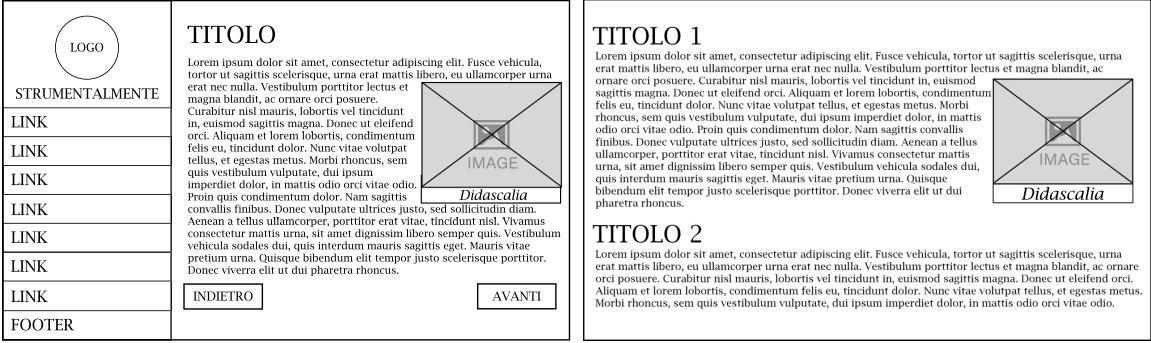 LOGO
STRUMENTALMENTE
LINK
LINK
LINK
LINK
LINK
LINK
LINK
FOOTER
TITOLO
Lorem ipsum dolor sit amet, consectetur adipiscing elit. Fusce vehicula,
tortor ut sagittis scelerisque, urna erat mattis libero, eu ullamcorper urna
erat nec nulla. Vestibulum porttitor lectus et
magna blandit, ac ornare orci posuere.
Curabitur nisl mauris, lobortis vel tincidunt
in, euismod sagittis magna. Donec ut eleifend
orci. Aliquam et lorem lobortis, condimentum
felis eu, tincidunt dolor. Nunc vitae volutpat
tellus, et egestas metus. Morbi rhoncus, sem
quis vestibulum vulputate, dui ipsum
imperdiet dolor, in mattis odio orci vitae odio.
Proin quis condimentum dolor. Nam sagittis
convallis finibus. Donec vulputate ultrices justo, sed sollicitudin diam.
Aenean a tellus ullamcorper, porttitor erat vitae, tincidunt nisl. Vivamus
consectetur mattis urna, sit amet dignissim libero semper quis. Vestibulum
vehicula sodales dui, quis interdum mauris sagittis eget. Mauris vitae
pretium urna. Quisque bibendum elit tempor justo scelerisque porttitor.
Donec viverra elit ut dui pharetra rhoncus.
IMAGE
Didascalia
INDIETRO
AVANTI
TITOLO 1
Lorem ipsum dolor sit amet, consectetur adipiscing elit. Fusce vehicula, tortor ut sagittis scelerisque, urna
erat mattis libero, eu ullamcorper urna erat nec nulla. Vestibulum porttitor lectus et magna blandit, ac
ornare orci posuere. Curabitur nisl mauris, lobortis vel tincidunt in, euismod
sagittis magna. Donec ut eleifend orci. Aliquam et lorem lobortis, condimentum
felis eu, tincidunt dolor. Nunc vitae volutpat tellus, et egestas metus. Morbi
rhoncus, sem quis vestibulum vulputate, dui ipsum imperdiet dolor, in mattis
odio orci vitae odio. Proin quis condimentum dolor. Nam sagittis convallis
finibus. Donec vulputate ultrices justo, sed sollicitudin diam. Aenean a tellus
ullamcorper, porttitor erat vitae, tincidunt nisl. Vivamus consectetur mattis
urna, sit amet dignissim libero semper quis. Vestibulum vehicula sodales dui,
quis interdum mauris sagittis eget. Mauris vitae pretium urna. Quisque
bibendum elit tempor justo scelerisque porttitor. Donec viverra elit ut dui
pharetra rhoncus.
IMAGE
Didascalia
TITOLO 2
Lorem ipsum dolor sit amet, consectetur adipiscing elit. Fusce vehicula, tortor ut sagittis scelerisque, urna
erat mattis libero, eu ullamcorper urna erat nec nulla. Vestibulum porttitor lectus et magna blandit, ac ornare
orci posuere. Curabitur nisl mauris, lobortis vel tincidunt in, euismod sagittis magna. Donec ut eleifend orci.
Aliquam et lorem lobortis, condimentum felis eu, tincidunt dolor. Nunc vitae volutpat tellus, et egestas metus.
Morbi rhoncus, sem quis vestibulum vulputate, dui ipsum imperdiet dolor, in mattis odio orci vitae odio.